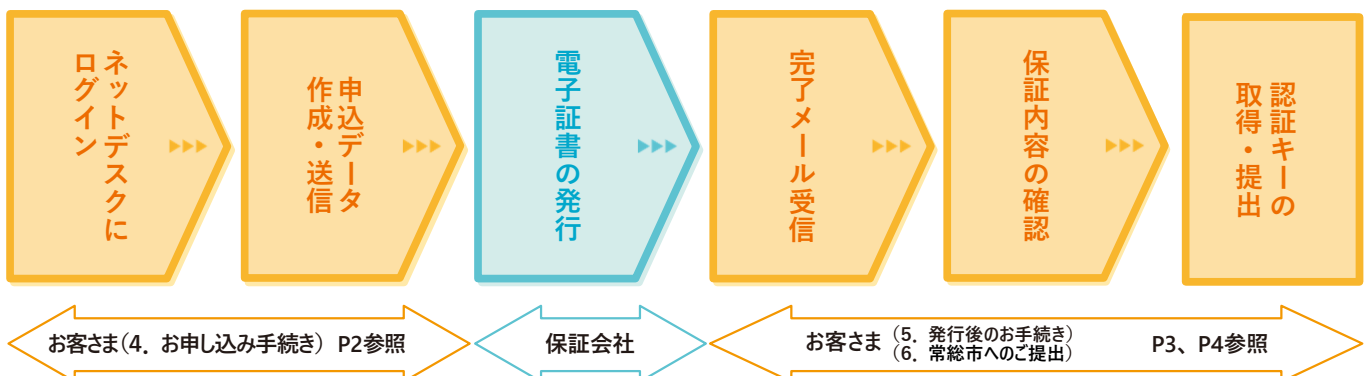 ネットデスクに
ログイン
申込データ
作成・送信
電子証書の発行
完了メール受信
保証内容の確認
認証キーの
取得・提出
お客さま（4．お申し込み手続き） P2参照
保証会社
お客さま（5．発行後のお手続き）
（6．常総市へのご提出）
P3、P4参照